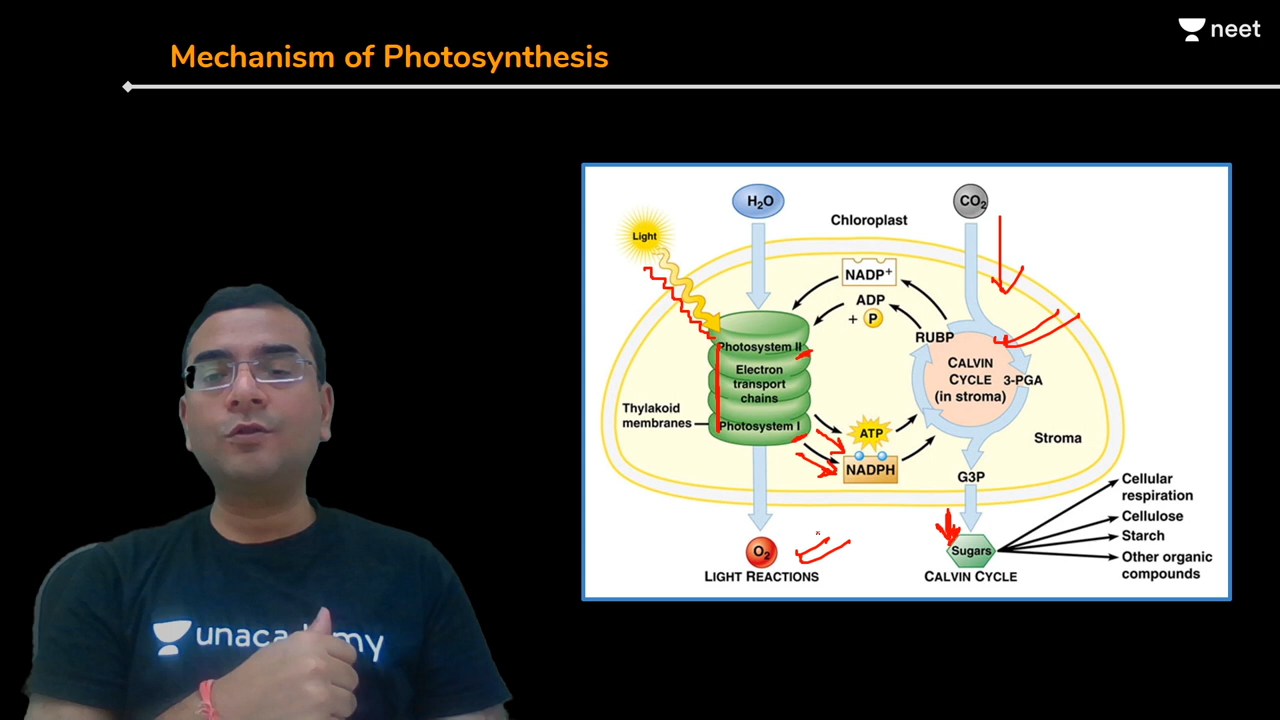 neet
Mechanism of Photosynthesis
H₂O
CO₂
Chloroplast
Light
NADP⁺
ADP
+ P
RUBP
Photosystem II
Electron
transport
chains
Photosystem I
CALVIN
CYCLE
(in stroma)
3-PGA
Thylakoid
membranes
ATP
NADPH
Stroma
G3P
O₂
LIGHT REACTIONS
Sugars
CALVIN CYCLE
Cellular
respiration
Cellulose
Starch
Other organic
compounds
unacademy